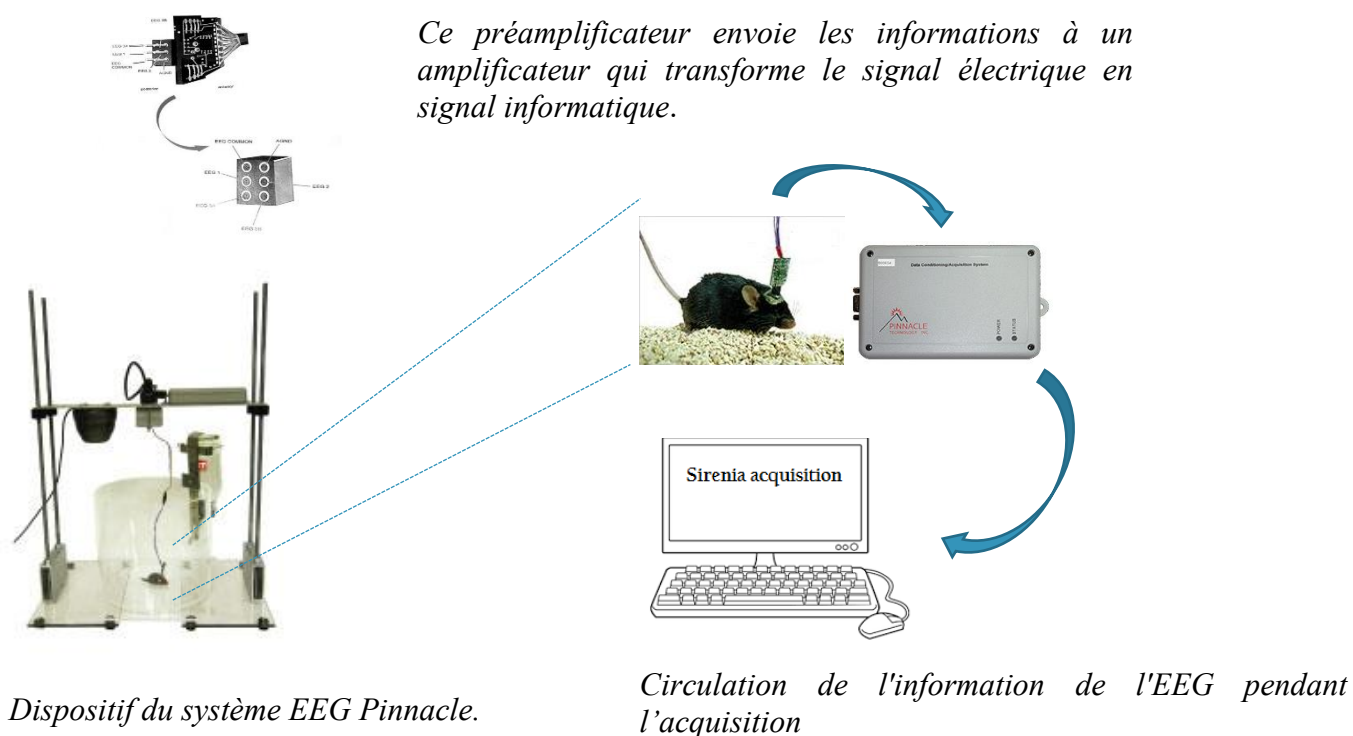 Ce préamplificateur envoie les informations à un
amplificateur qui transforme le signal électrique en
signal informatique.
EEG COMMON
AGND
EEG 1
EEG 2
Data Conditioning/Acquisition System
PINNACLE
TECHNOLOGY
POWER
STATUS
Sirenia acquisition
Dispositif du système EEG Pinnacle.
Circulation de l'information de l'EEG pendant
l’acquisition